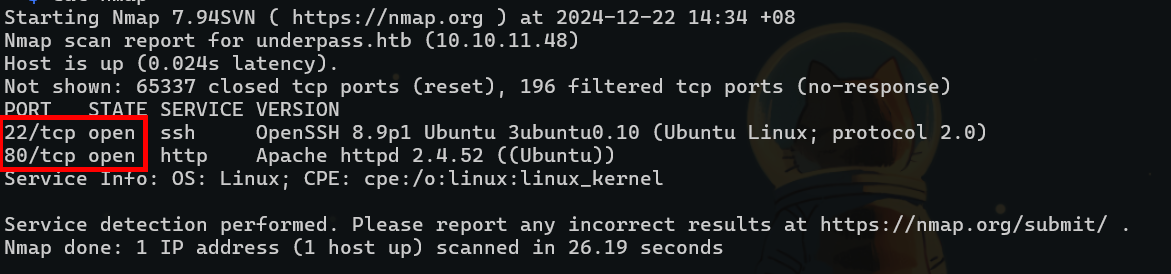 Starting Nmap 7.94SVN ( https://nmap.org ) at 2024-12-22 14:34 +08
Nmap scan report for underpass.htb (10.10.11.48)
Host is up (0.024s latency).
Not shown: 65337 closed tcp ports (reset), 196 filtered tcp ports (no-response)
PORT   STATE SERVICE VERSION
22/tcp open  ssh     OpenSSH 8.9p1 Ubuntu 3ubuntu0.10 (Ubuntu Linux; protocol 2.0)
80/tcp open  http    Apache httpd 2.4.52 ((Ubuntu))
Service Info: OS: Linux; CPE: cpe:/o:linux:linux_kernel

Service detection performed. Please report any incorrect results at https://nmap.org/submit/ .
Nmap done: 1 IP address (1 host up) scanned in 26.19 seconds